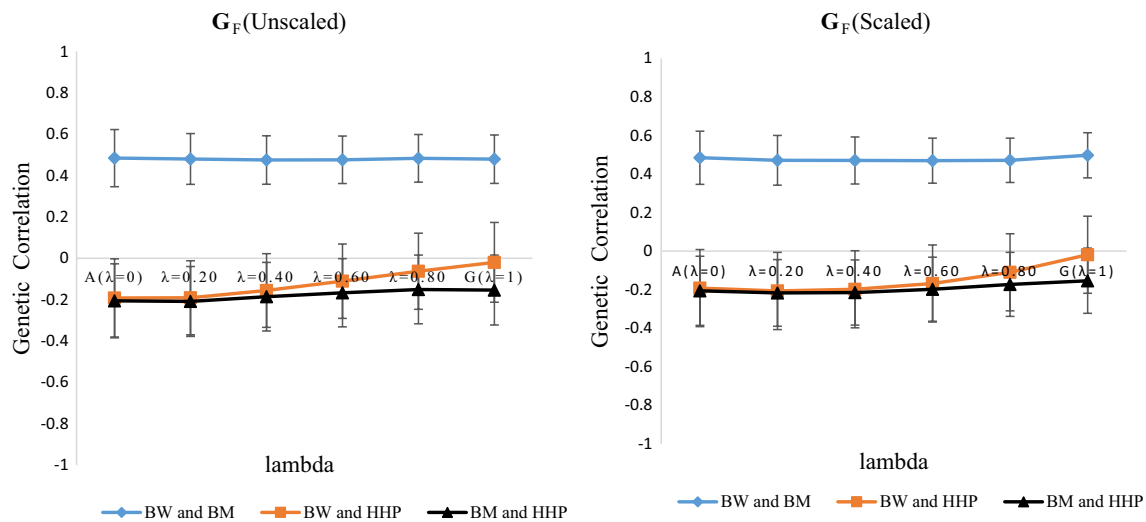 G_F(Unscaled)
1
0.8
0.6
0.4
0.2
0
-0.2
-0.4
-0.6
-0.8
-1
Genetic Correlation
A(λ=0) λ=0.20 λ=0.40 λ=0.60 λ=0.80 G(λ=1)
lambda
BW and BM BW and HHP BM and HHP
G_F(Scaled)
1
0.8
0.6
0.4
0.2
0
-0.2
-0.4
-0.6
-0.8
-1
Genetic Correlation
A(λ=0) λ=0.20 λ=0.40 λ=0.60 λ=0.80 G(λ=1)
lambda
BW and BM BW and HHP BM and HHP